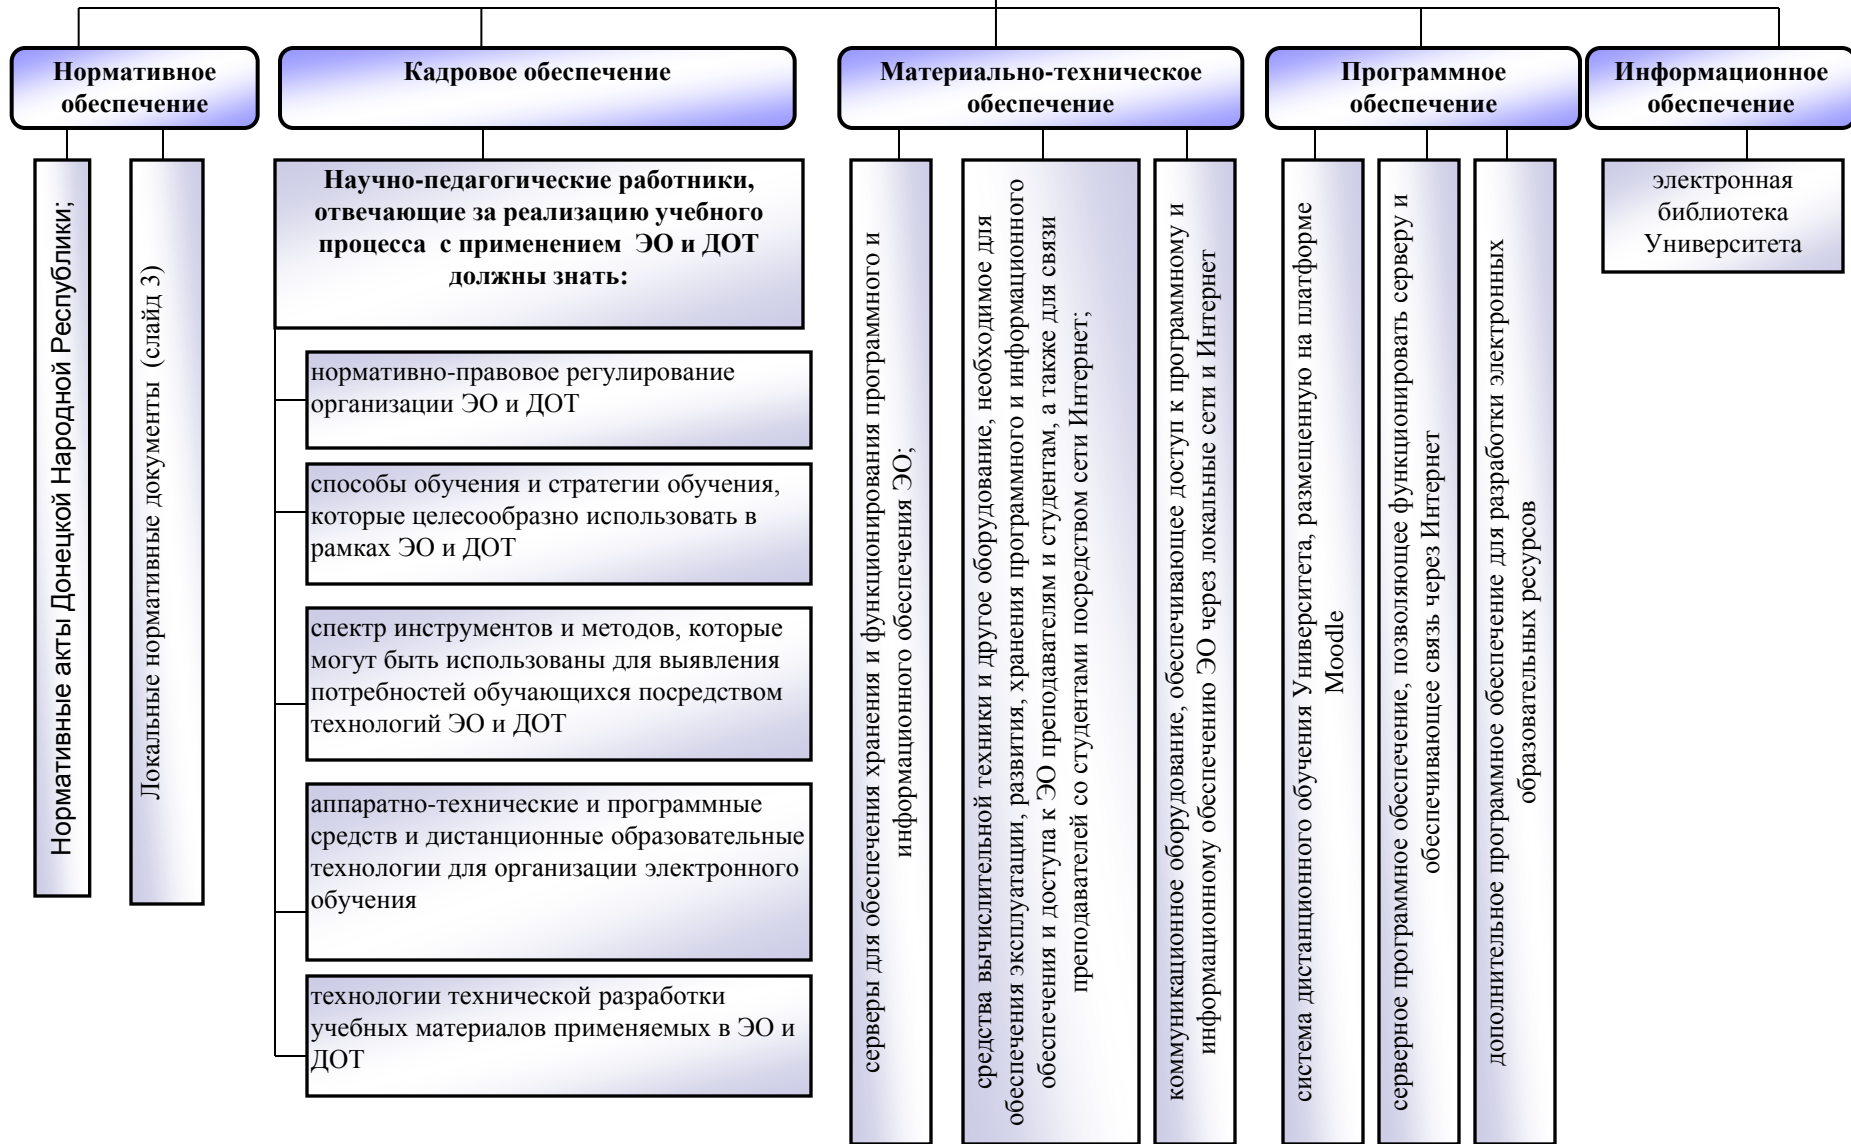 Нормативное
обеспечение
Нормативные акты Донецкой Народной Республики;
Локальные нормативные документы (слайд 3)
Кадровое обеспечение
Научно-педагогические работники,
отвечающие за реализацию учебного
процесса с применением ЭО и ДОТ
должны знать:
нормативно-правовое регулирование
организации ЭО и ДОТ
способы обучения и стратегии обучения,
которые целесообразно использовать в
рамках ЭО и ДОТ
спектр инструментов и методов, которые
могут быть использованы для выявления
потребностей обучающихся посредством
технологий ЭО и ДОТ
аппаратно-технические и программные
средств и дистанционные образовательные
технологии для организации электронного
обучения
технологии технической разработки
учебных материалов применяемых в ЭО и
ДОТ
Материально-техническое
обеспечение
серверы для обеспечения хранения и функционирования программного и
информационного обеспечения ЭО;
средства вычислительной техники и другое оборудование, необходимое для
обеспечения эксплуатации, развития, хранения программного и информационного
обеспечения и доступа к ЭО преподавателям и студентам, а также для связи
преподавателей со студентами посредством сети Интернет;
коммуникационное оборудование, обеспечивающее доступ к программному и
информационному обеспечению ЭО через локальные сети и Интернет
Программное
обеспечение
система дистанционного обучения Университета, размещенную на платформе
Moodle
серверное программное обеспечение, позволяющее функционировать серверу и
обеспечивающее связь через Интернет
дополнительное программное обеспечение для разработки электронных
образовательных ресурсов
Информационное
обеспечение
электронная
библиотека
Университета